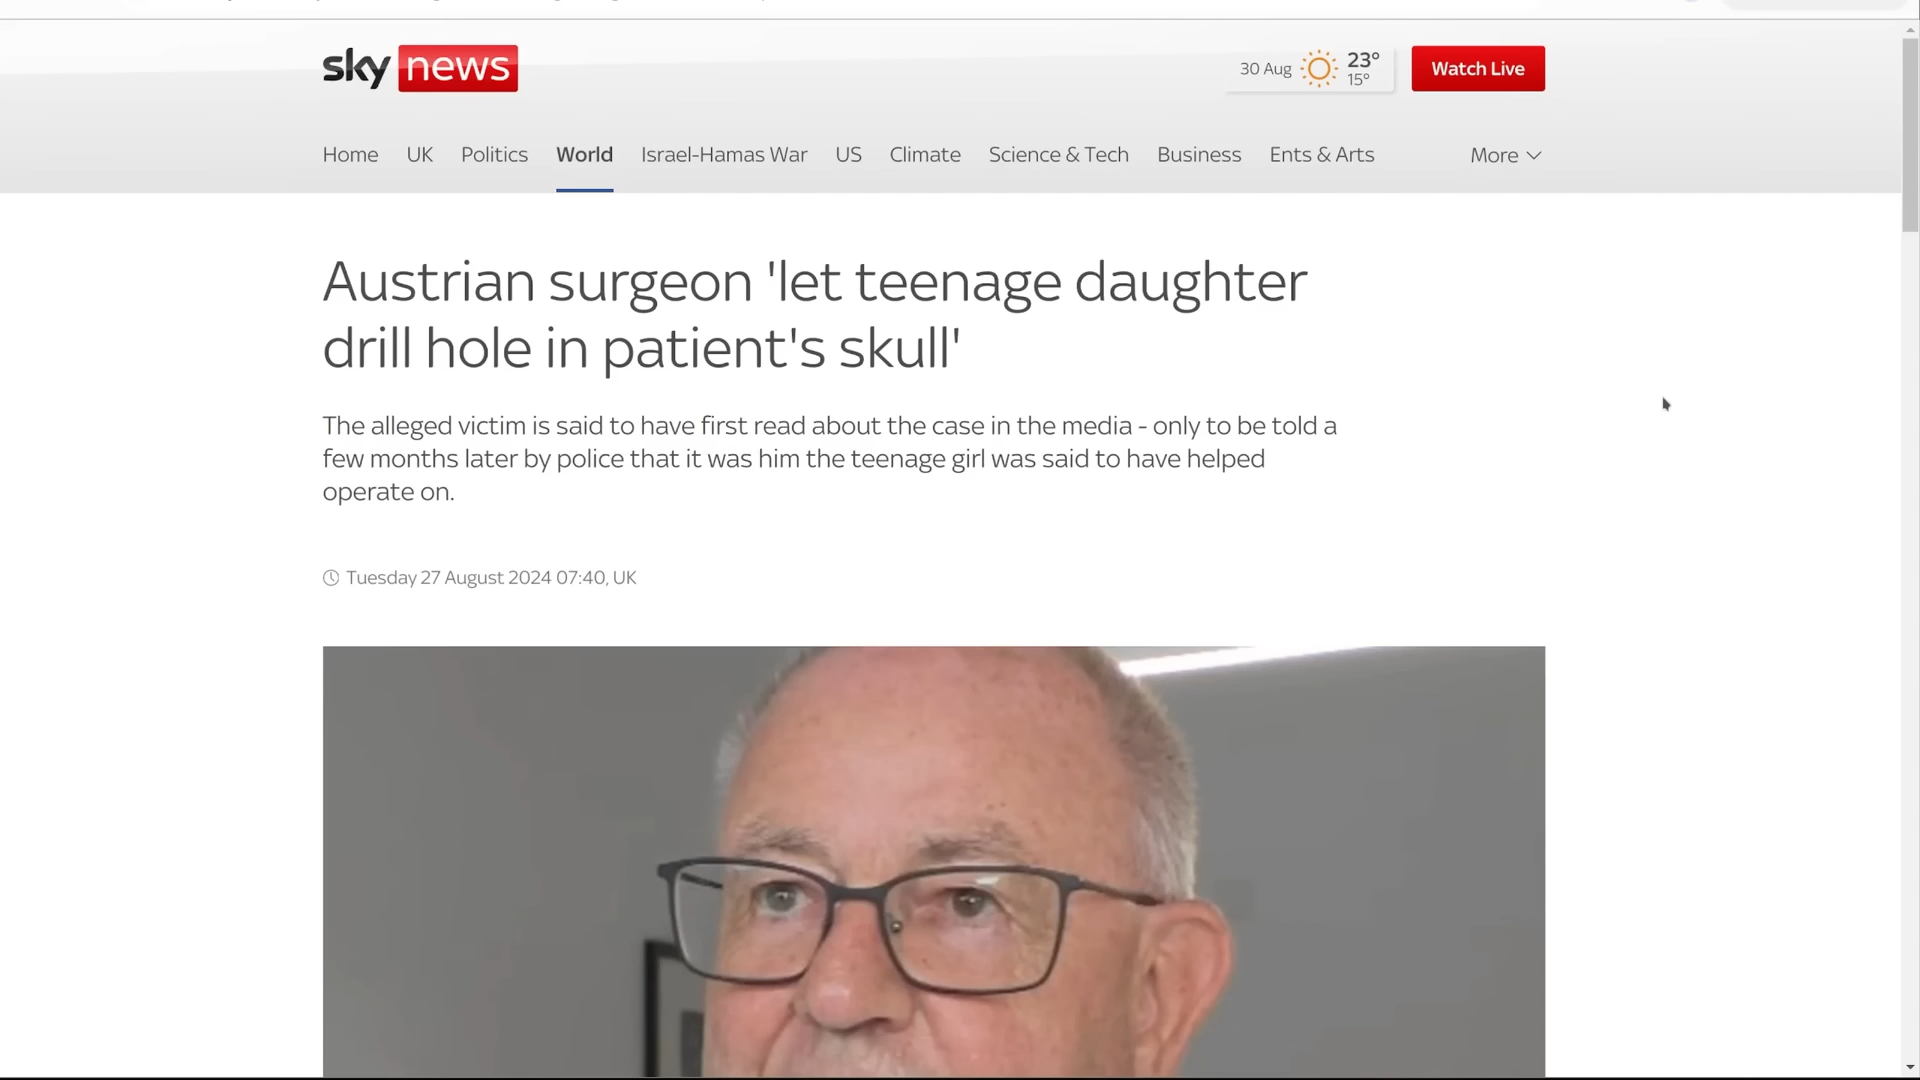 sky news
30 Aug 23° 15°
Watch Live
Home UK Politics World Israel-Hamas War US Climate Science & Tech Business Ents & Arts More
Austrian surgeon 'let teenage daughter
drill hole in patient's skull'
The alleged victim is said to have first read about the case in the media - only to be told a
few months later by police that it was him the teenage girl was said to have helped
operate on.
Tuesday 27 August 2024 07:40, UK